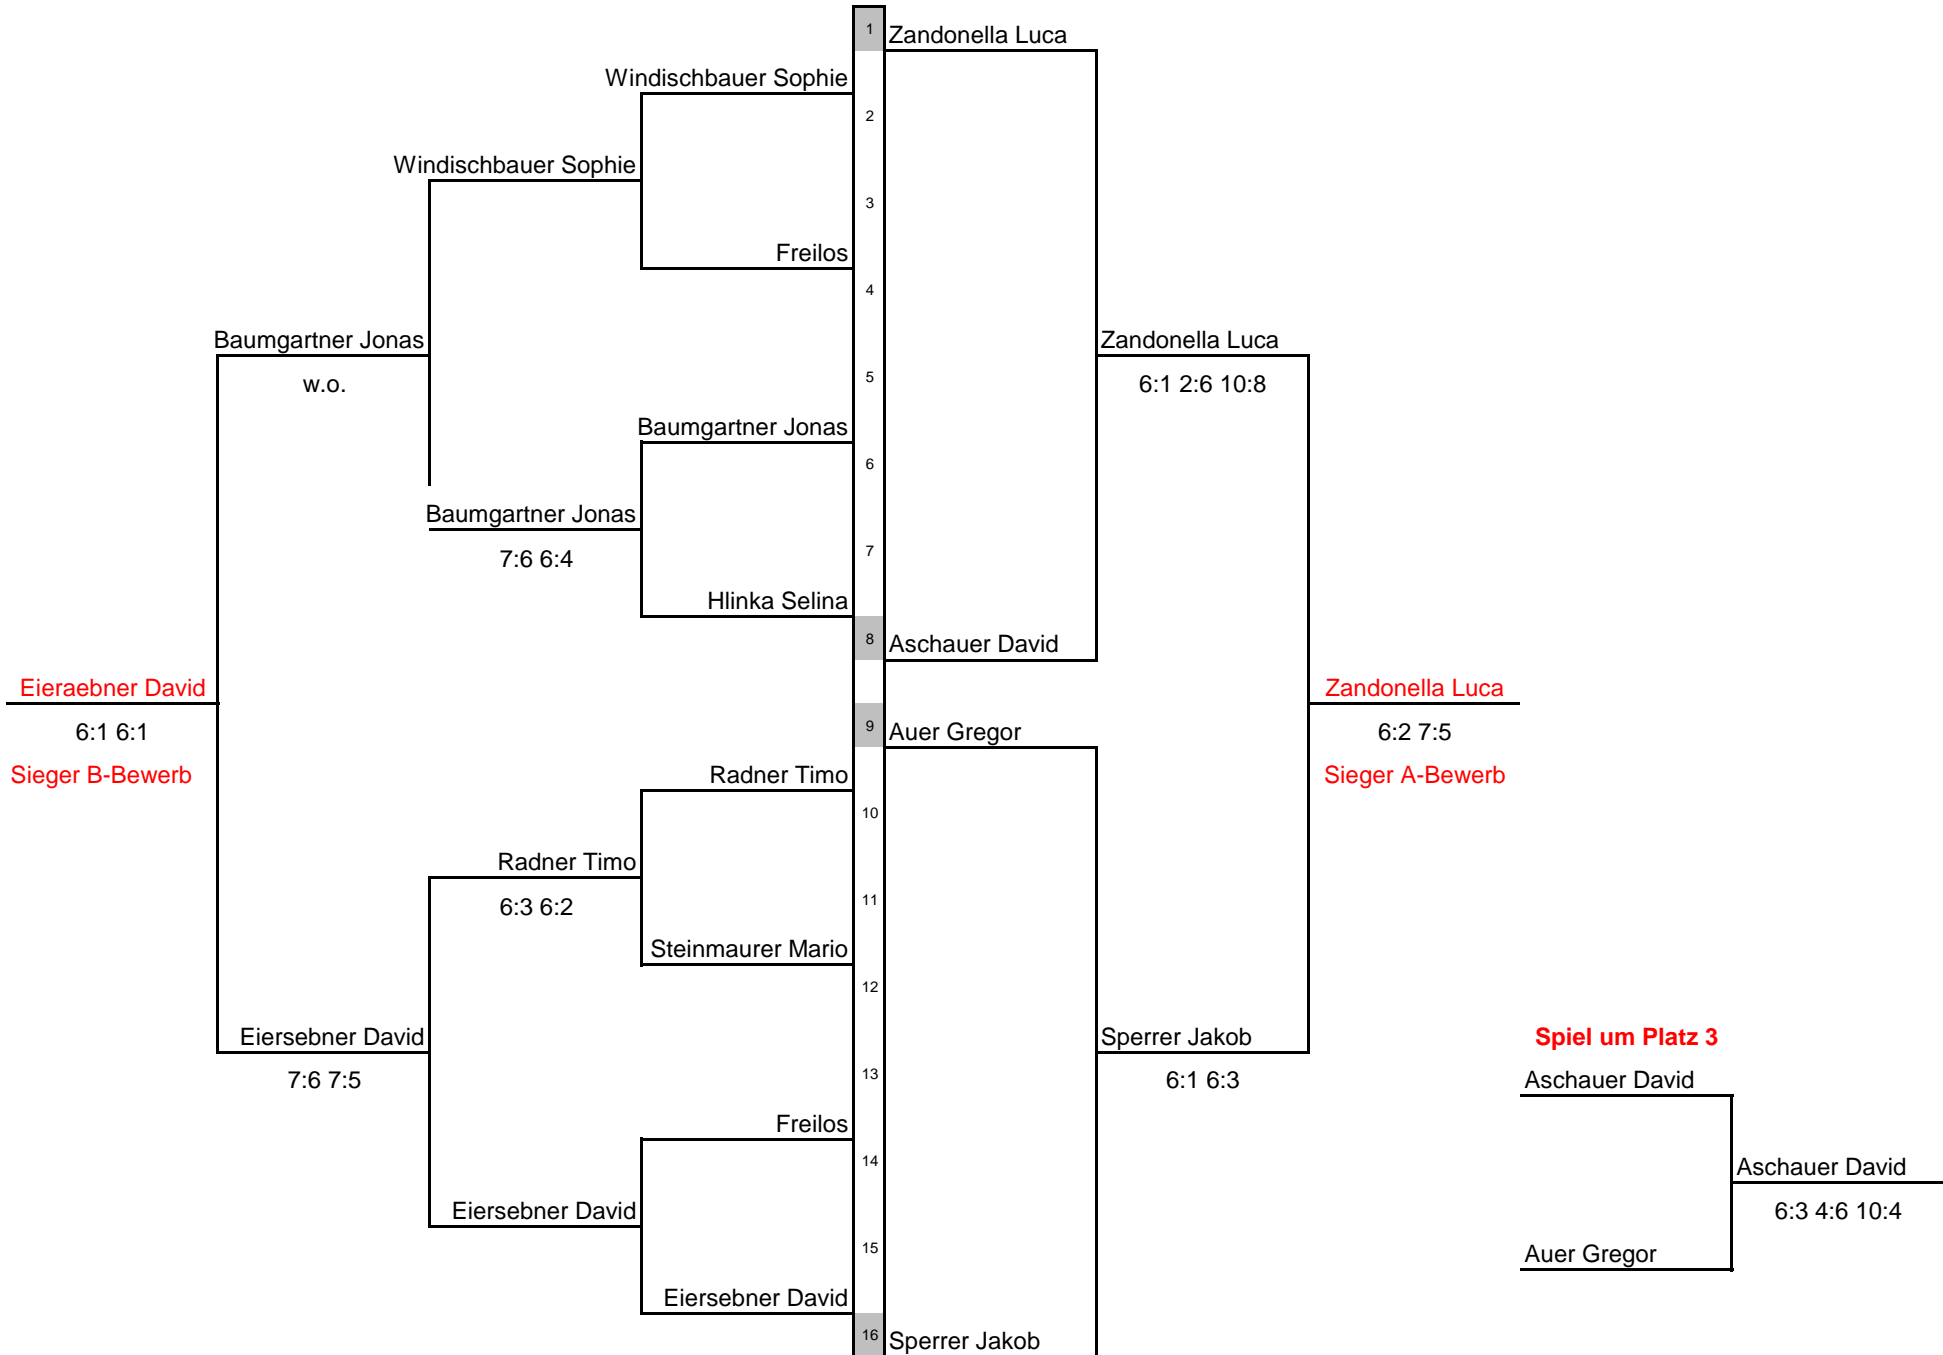 1 Zandonella Luca
Windischbauer Sophie
2
Windischbauer Sophie
3
Freilos
4
Baumgartner Jonas Zandonella Luca
w.o. 5 6:1 2:6 10:8
Baumgartner Jonas
6
Baumgartner Jonas
7:6 6:4 7
Hlinka Selina
8 Aschauer David
Eieraebner David Zandonella Luca
6:1 6:1 9 Auer Gregor 6:2 7:5
Sieger B-Bewerb Radner Timo Sieger A-Bewerb
10
Radner Timo
6:3 6:2 11
Steinmaurer Mario
12
Eiersebner David Sperrer Jakob Spiel um Platz 3
7:6 7:5 13 6:1 6:3 Aschauer David
Freilos
14 Aschauer David
Eiersebner David 6:3 4:6 10:4
15 Auer Gregor
Eiersebner David
16 Sperrer Jakob